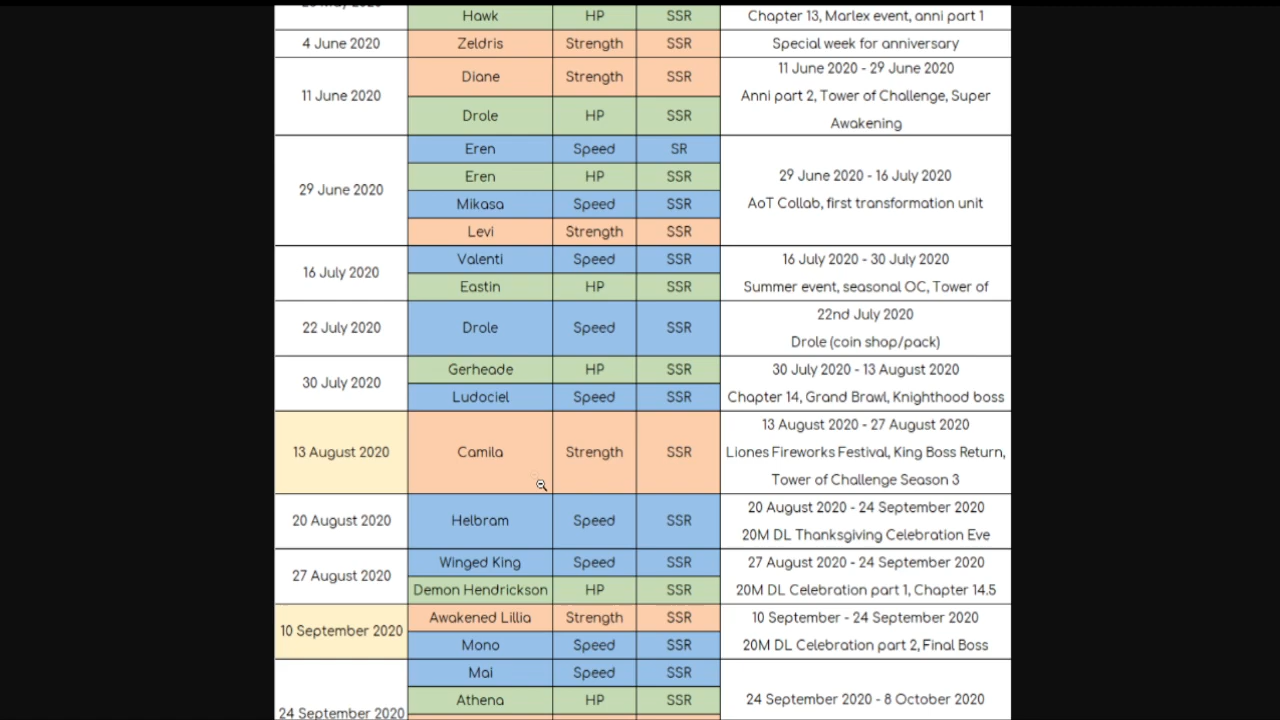 Hawk HP SSR Chapter 13, Marlex event, anni part 1
4 June 2020 Zeldris Strength SSR Special week for anniversary
11 June 2020
Diane Strength SSR
Drole HP SSR
11 June 2020 - 29 June 2020
Anni part 2, Tower of Challenge, Super
Awakening
29 June 2020
Eren Speed SR
Eren HP SSR
Mikasa Speed SSR
Levi Strength SSR
29 June 2020 - 16 July 2020
AoT Collab, first transformation unit
16 July 2020
Valenti Speed SSR
Eastin HP SSR
16 July 2020 - 30 July 2020
Summer event, seasonal OC, Tower of
22 July 2020
Drole Speed SSR
22nd July 2020
Drole (coin shop/pack)
30 July 2020
Gerheade HP SSR
Ludociel Speed SSR
30 July 2020 - 13 August 2020
Chapter 14, Grand Brawl, Knighthood boss
13 August 2020
Camila Strength SSR
13 August 2020 - 27 August 2020
Liones Fireworks Festival, King Boss Return,
Tower of Challenge Season 3
20 August 2020
Helbram Speed SSR
20 August 2020 - 24 September 2020
20M DL Thanksgiving Celebration Eve
27 August 2020
Winged King Speed SSR
Demon Hendrickson HP SSR
27 August 2020 - 24 September 2020
20M DL Celebration part 1, Chapter 14.5
10 September 2020
Awakened Lillia Strength SSR
Mono Speed SSR
10 September - 24 September 2020
20M DL Celebration part 2, Final Boss
24 September 2020
Mai Speed SSR
Athena HP SSR
24 September 2020 - 8 October 2020